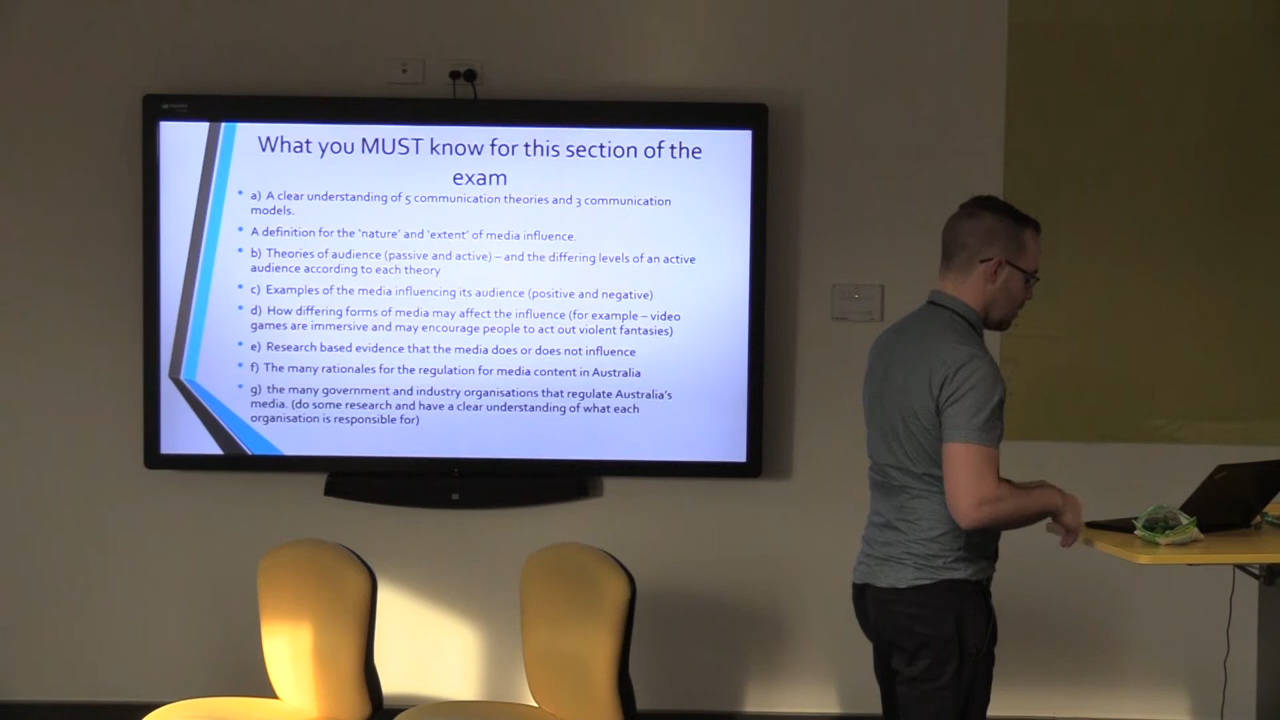 What you MUST know for this section of the
exam
a) A clear understanding of 5 communication theories and 3 communication
models.
A definition for the 'nature' and 'extent' of media influence.
b) Theories of audience (passive and active) – and the differing levels of an active
audience according to each theory
c) Examples of the media influencing its audience (positive and negative)
d) How differing forms of media may affect the influence (for example – video
games are immersive and may encourage people to act out violent fantasies)
e) Research based evidence that the media does or does not influence
f) The many rationales for the regulation for media content in Australia
g) the many government and industry organisations that regulate Australia's
media. (do some research and have a clear understanding of what each
organisation is responsible for)